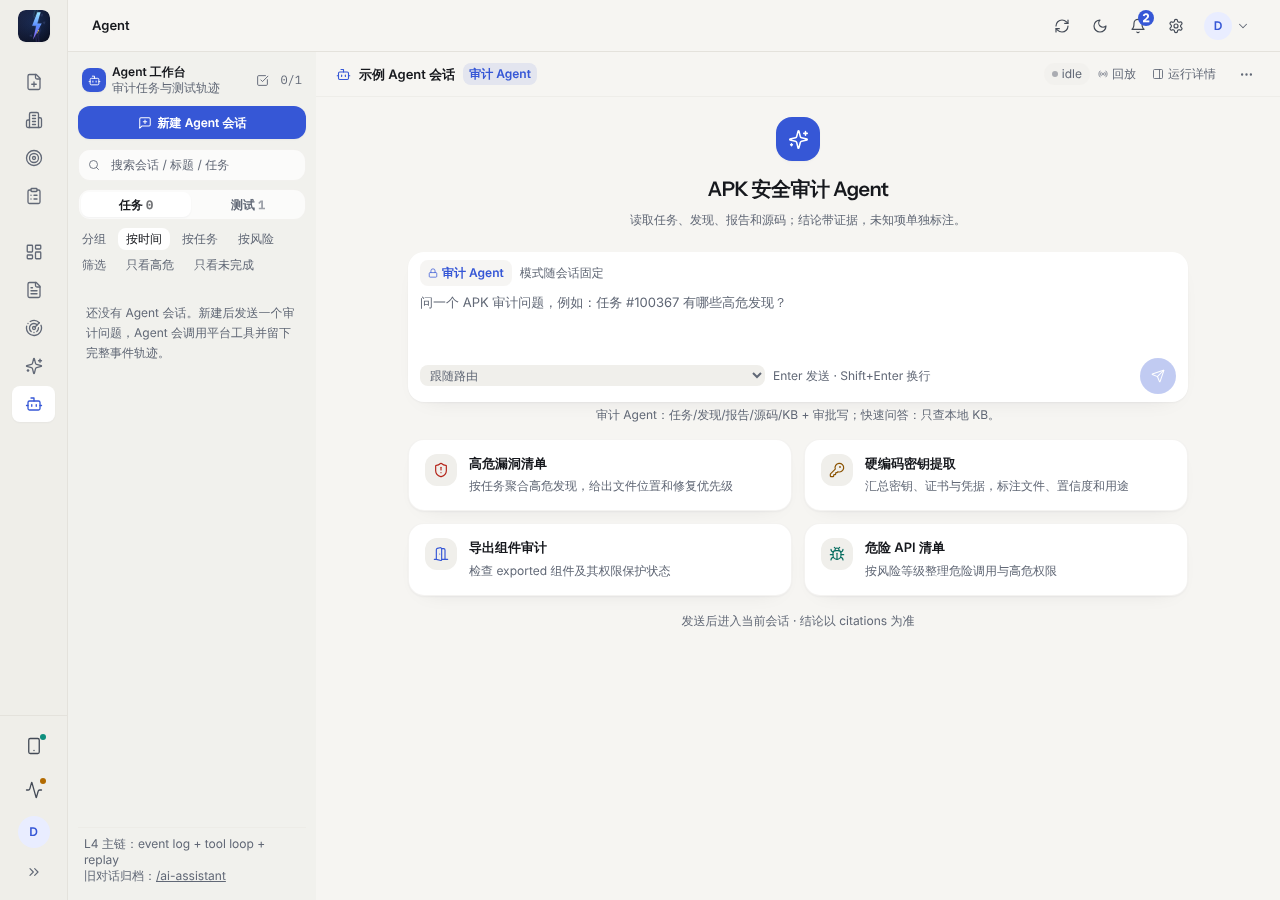 Agent
2
D
Agent 工作台
审计任务与测试轨迹
0/1
新建 Agent 会话
搜索会话 / 标题 / 任务
任务 0
测试 1
分组 按时间 按任务 按风险
筛选 只看高危 只看未完成
还没有 Agent 会话。新建后发送一个审
计问题，Agent 会调用平台工具并留下
完整事件轨迹。
D
L4 主链：event log + tool loop +
replay
旧对话归档：/ai-assistant
示例 Agent 会话
审计 Agent
idle
回放
运行详情
APK 安全审计 Agent
读取任务、发现、报告和源码；结论带证据，未知项单独标注。
审计 Agent
模式随会话固定
问一个 APK 审计问题，例如：任务 #100367 有哪些高危发现？
跟随路由
Enter 发送 · Shift+Enter 换行
审计 Agent：任务/发现/报告/源码/KB + 审批写；快速问答：只查本地 KB。
高危漏洞清单
按任务聚合高危发现，给出文件位置和修复优先级
硬编码密钥提取
汇总密钥、证书与凭据，标注文件、置信度和用途
导出组件审计
检查 exported 组件及其权限保护状态
危险 API 清单
按风险等级整理危险调用与高危权限
发送后进入当前会话 · 结论以 citations 为准